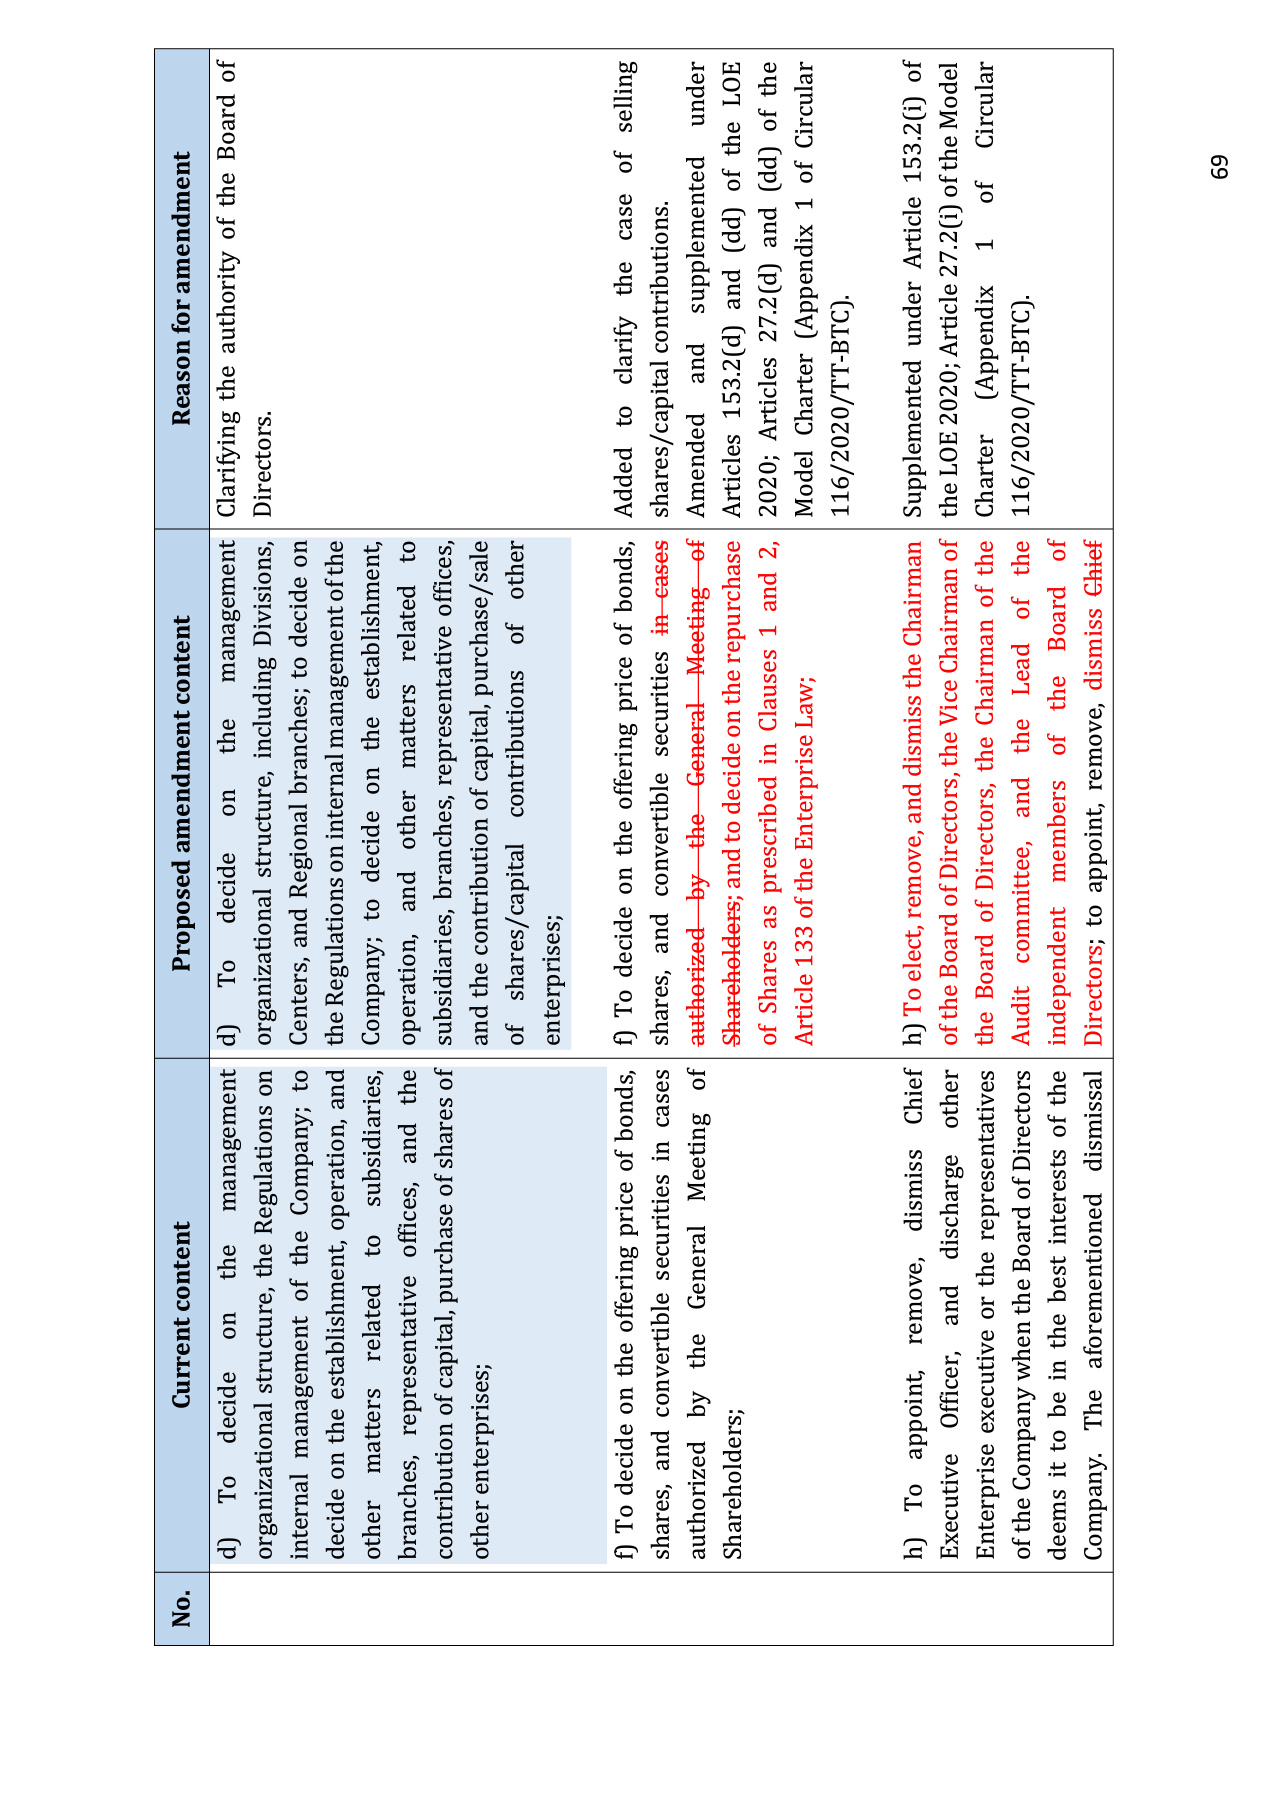 No.
Current content
Proposed amendment content
Reason for amendment
d) To decide on the management
organizational structure, the Regulations on
internal management of the Company; to
decide on the establishment, operation, and
other matters related to subsidiaries,
branches, representative offices, and the
contribution of capital, purchase of shares of
other enterprises;
d) To decide on the management
organizational structure, including Divisions,
Centers, and Regional branches; to decide on
the Regulations on internal management of the
Company; to decide on the establishment,
operation, and other matters related to
subsidiaries, branches, representative offices,
and the contribution of capital, purchase/sale
of shares/capital contributions of other
enterprises;
Clarifying the authority of the Board of
Directors.
f) To decide on the offering price of bonds,
shares, and convertible securities in cases
authorized by the General Meeting of
Shareholders;
f) To decide on the offering price of bonds,
shares, and convertible securities in cases
authorized by the General Meeting of
Shareholders; and to decide on the repurchase
of Shares as prescribed in Clauses 1 and 2,
Article 133 of the Enterprise Law;
Added to clarify the case of selling
shares/capital contributions.
Amended and supplemented under
Articles 153.2(d) and (dd) of the LOE
2020; Articles 27.2(d) and (dd) of the
Model Charter (Appendix 1 of Circular
116/2020/TT-BTC).
h) To appoint, remove, dismiss Chief
Executive Officer, and discharge other
Enterprise executive or the representatives
of the Company when the Board of Directors
deems it to be in the best interests of the
Company. The aforementioned dismissal
h) To elect, remove, and dismiss the Chairman
of the Board of Directors, the Vice Chairman of
the Board of Directors, the Chairman of the
Audit committee, and the Lead of the
independent members of the Board of
Directors; to appoint, remove, dismiss Chief
Supplemented under Article 153.2(i) of
the LOE 2020; Article 27.2(i) of the Model
Charter (Appendix 1 of Circular
116/2020/TT-BTC).
69